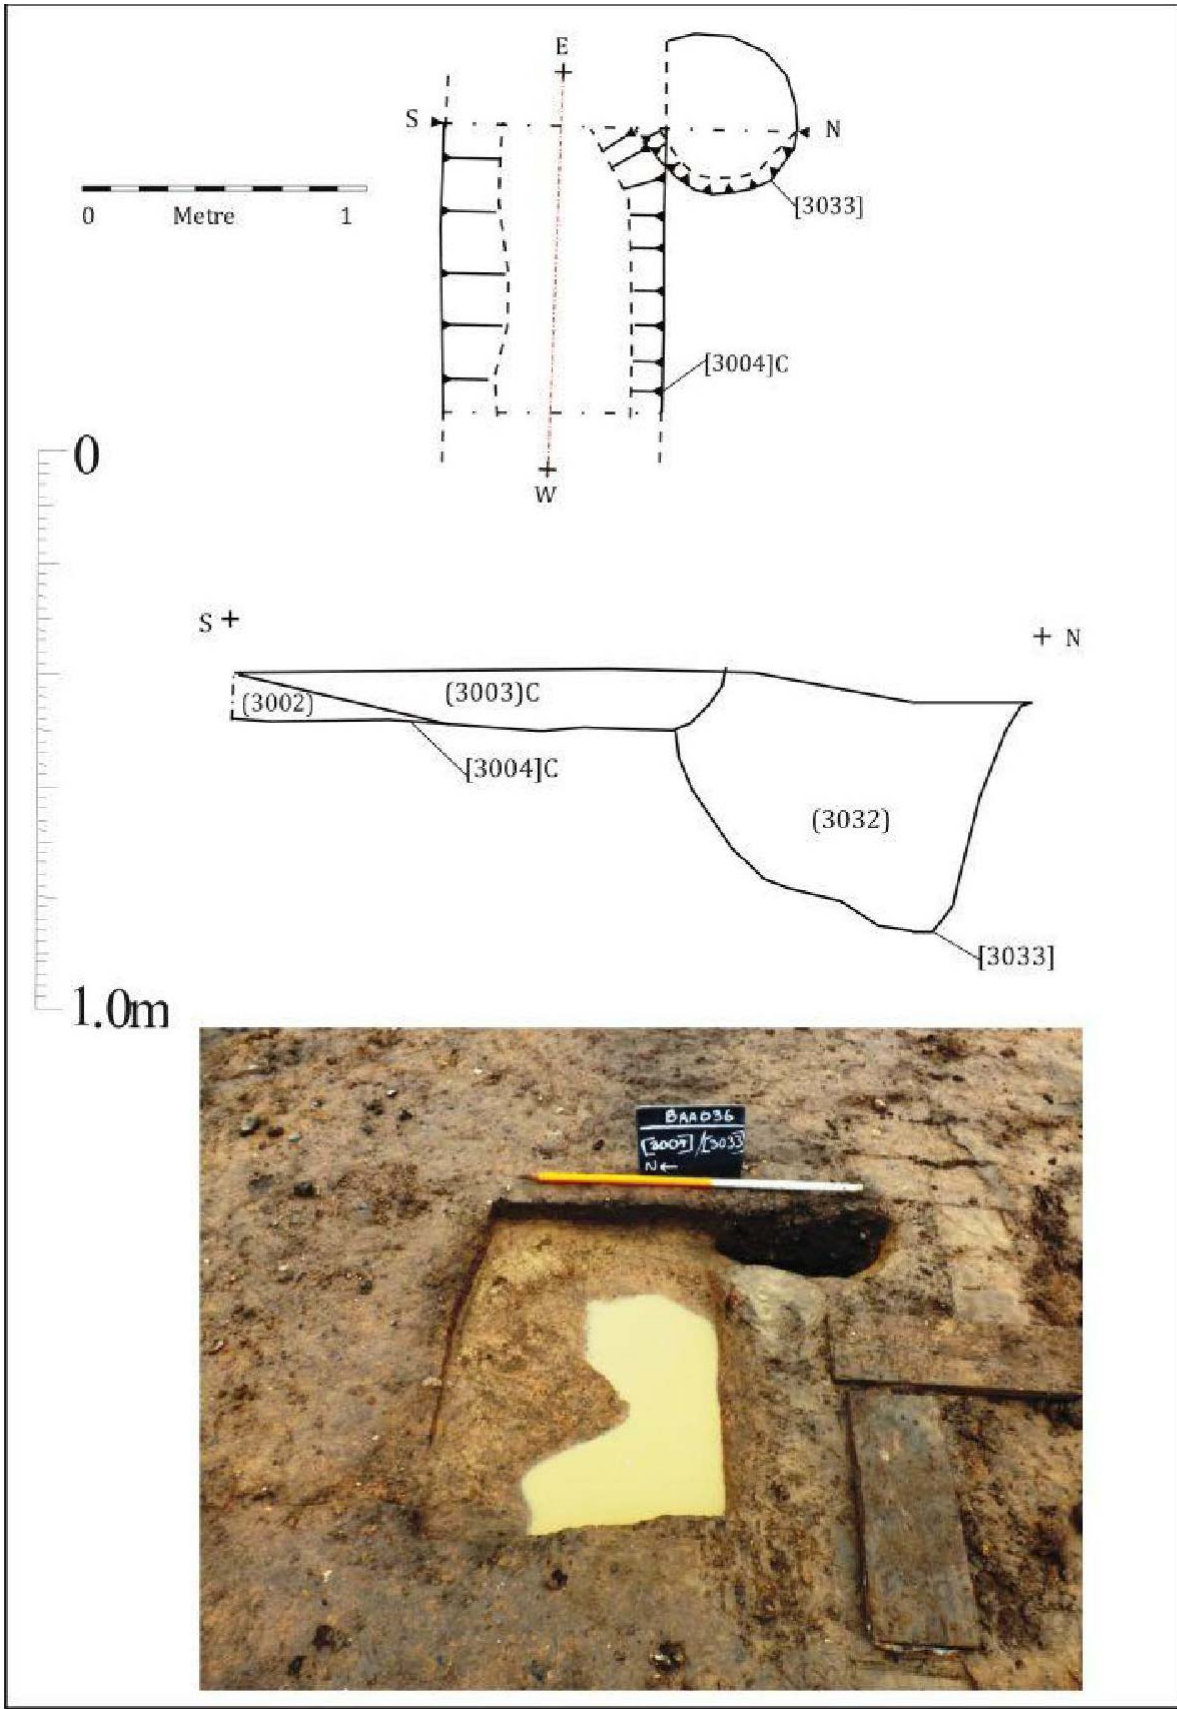 E
S
N
0 Metre 1
[3033]
[3004]C
W
0
S
N
(3002)
(3003)C
[3004]C
(3032)
[3033]
1.0m
BAA036
[3004]/[3033]
N←